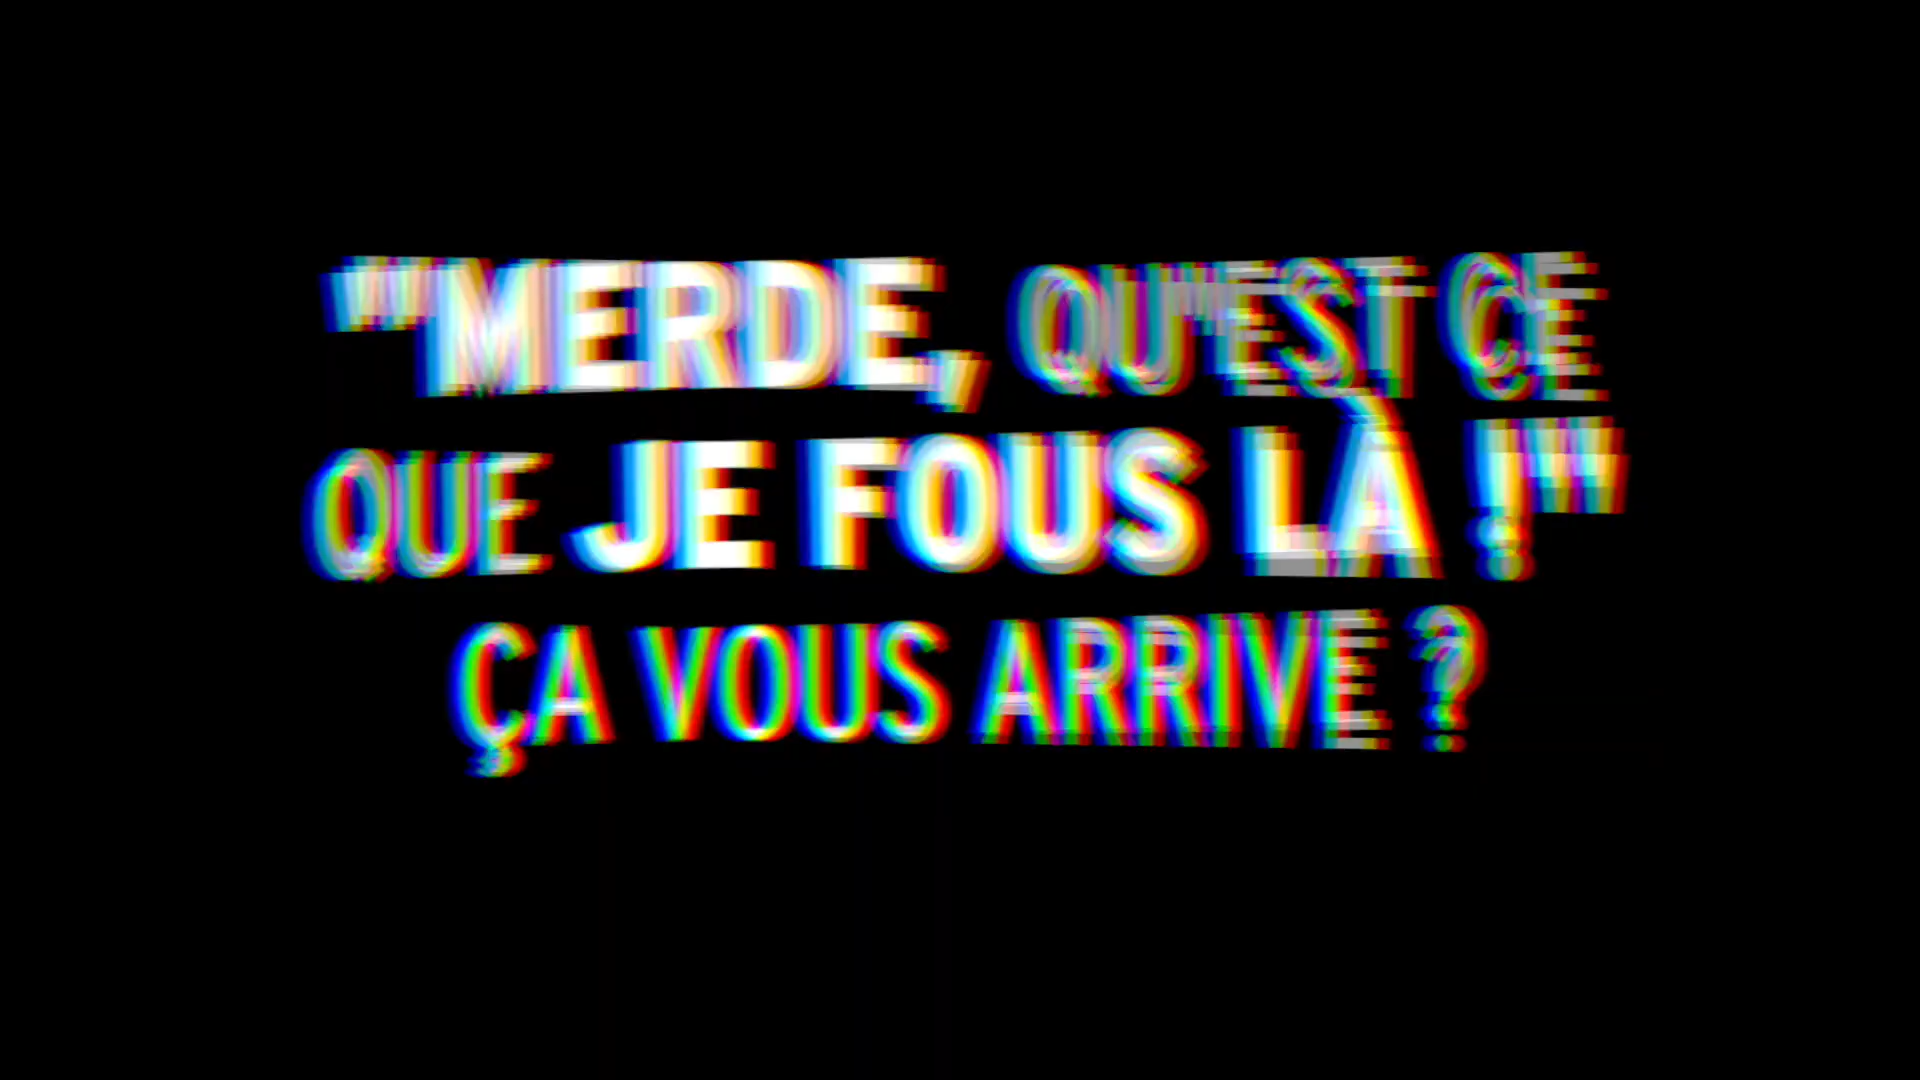 "MERDE, QU'EST CE
QUE JE FOUS LÀ !"
ÇA VOUS ARRIVE ?